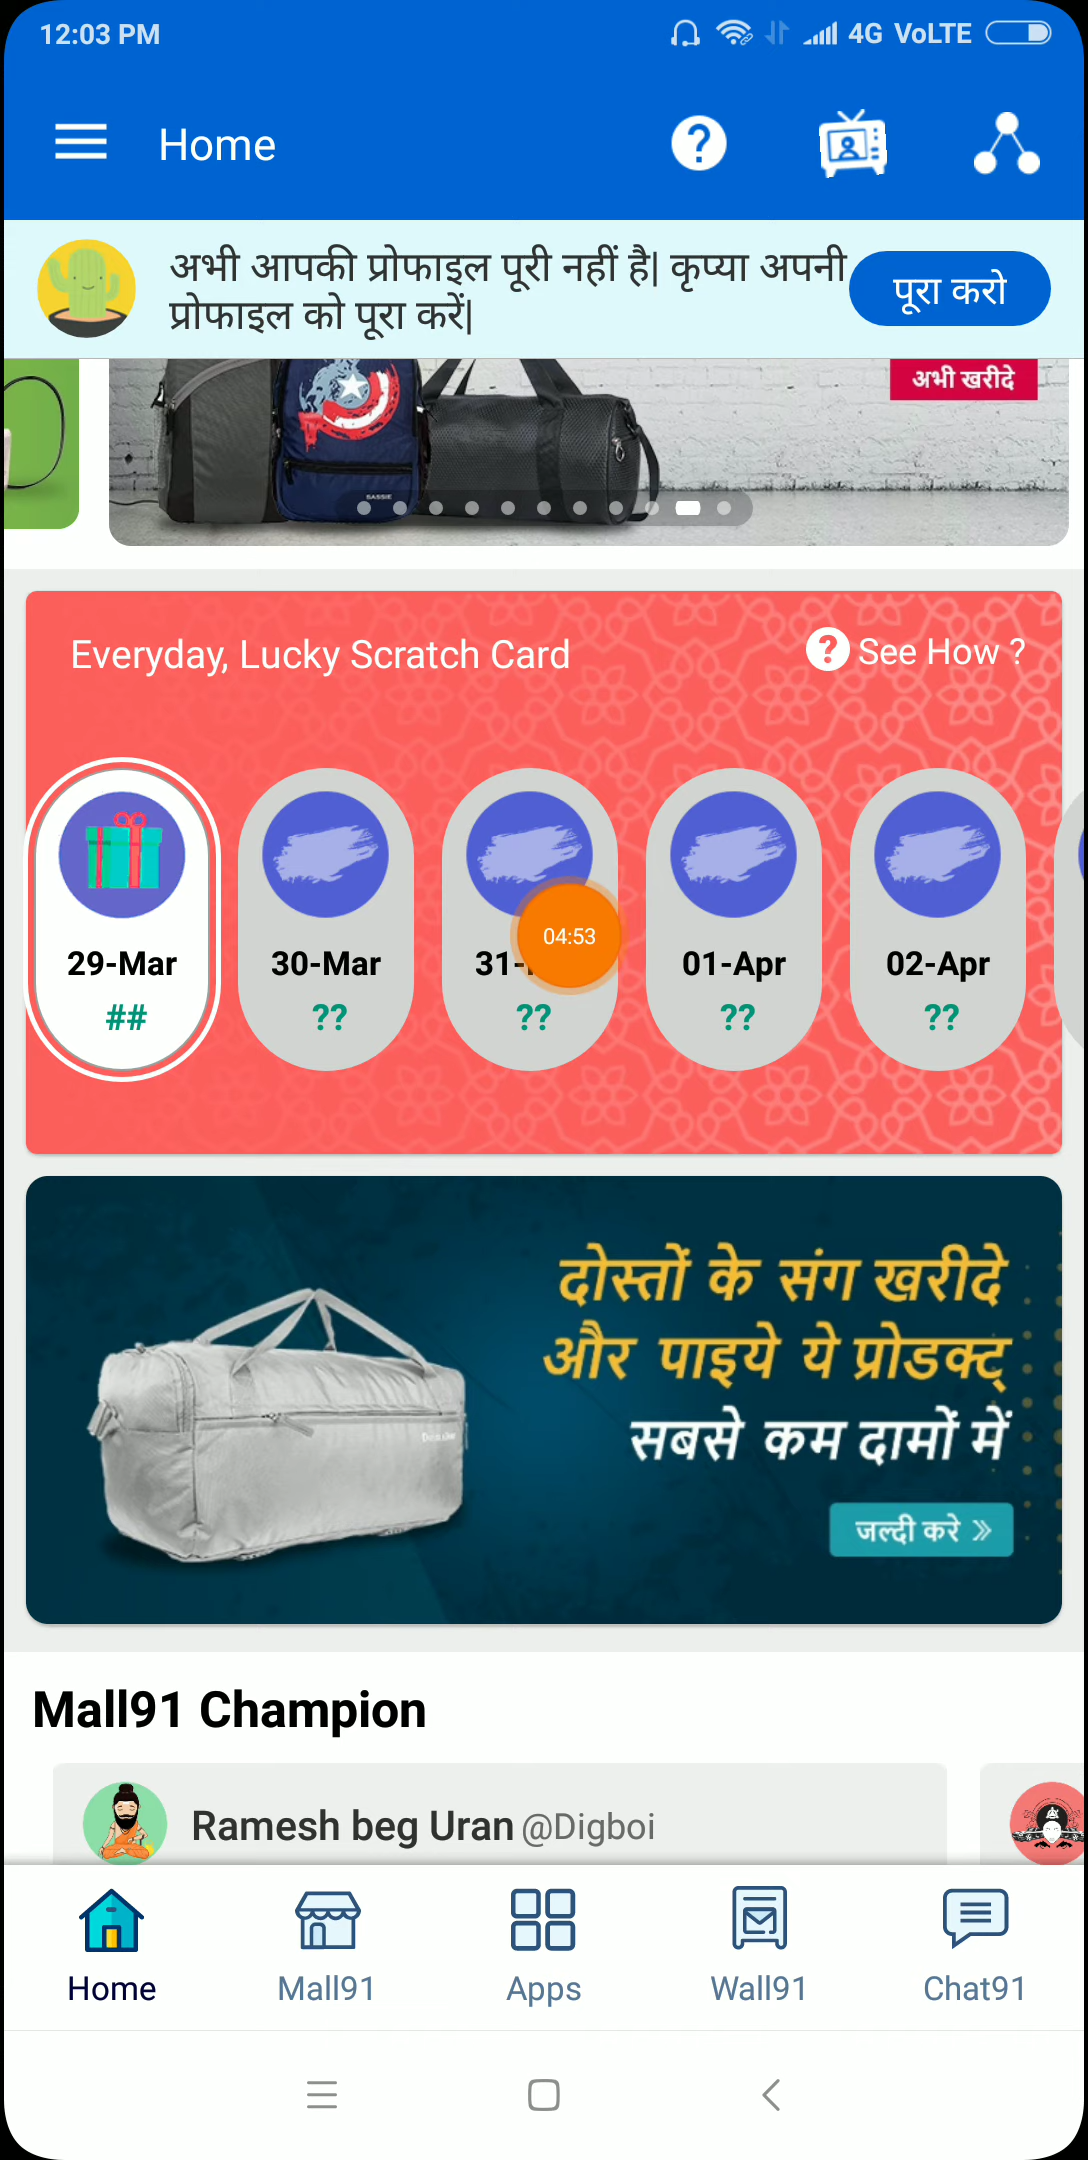 12:03 PM
4G VoLTE
Home
अभी आपकी प्रोफाइल पूरी नहीं है| कृप्या अपनी
प्रोफाइल को पूरा करें|
पूरा करो
अभी खरीदे
SASSIE
Everyday, Lucky Scratch Card
See How ?
29-Mar
30-Mar
31-
01-Apr
02-Apr
##
??
??
??
??
04:53
दोस्तों के संग खरीदे
और पाइये ये प्रोडक्ट्
सबसे कम दामों में
जल्दी करे »
Mall91 Champion
Ramesh beg Uran @Digboi
Home
Mall91
Apps
Wall91
Chat91